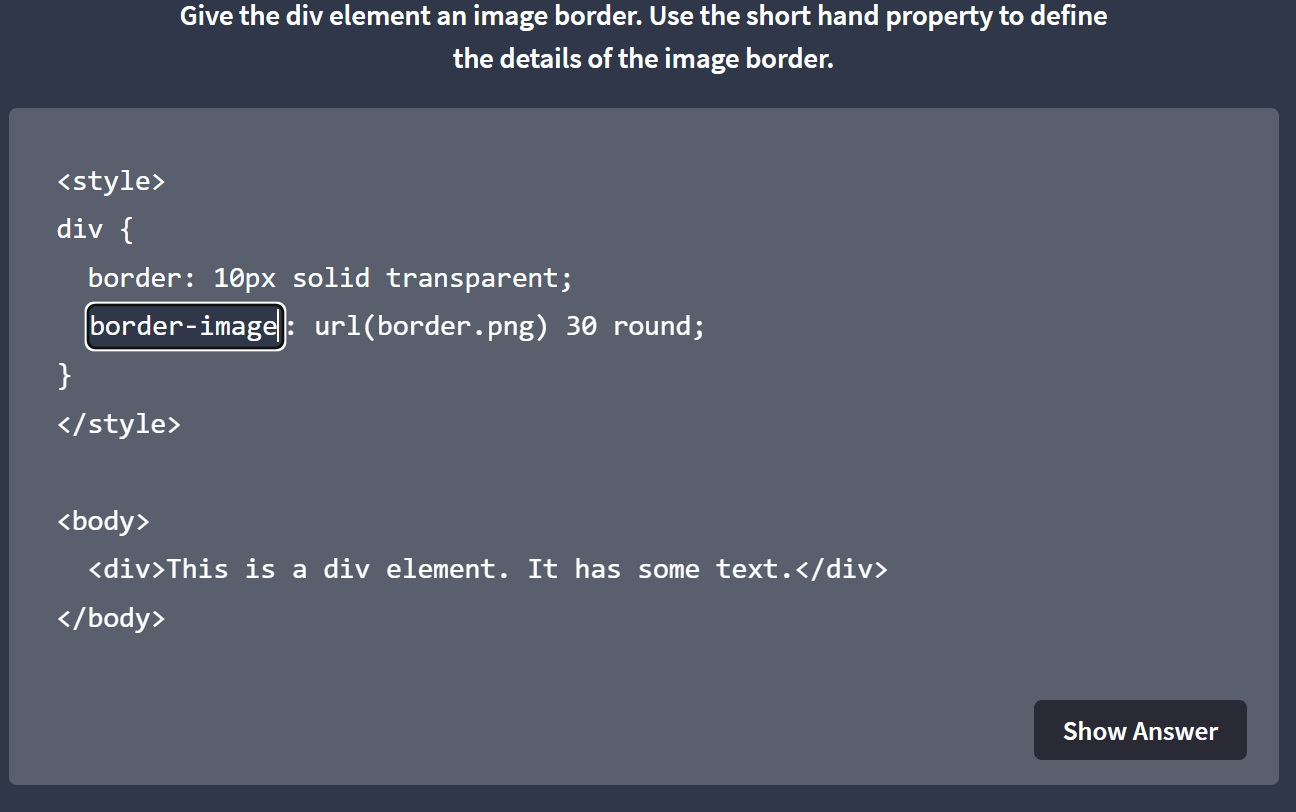 Give the div element an image border. Use the short hand property to define
the details of the image border.
<style>
div {
  border: 10px solid transparent;
  border-image: url(border.png) 30 round;
}
</style>

<body>
  <div>This is a div element. It has some text.</div>
</body>
Show Answer